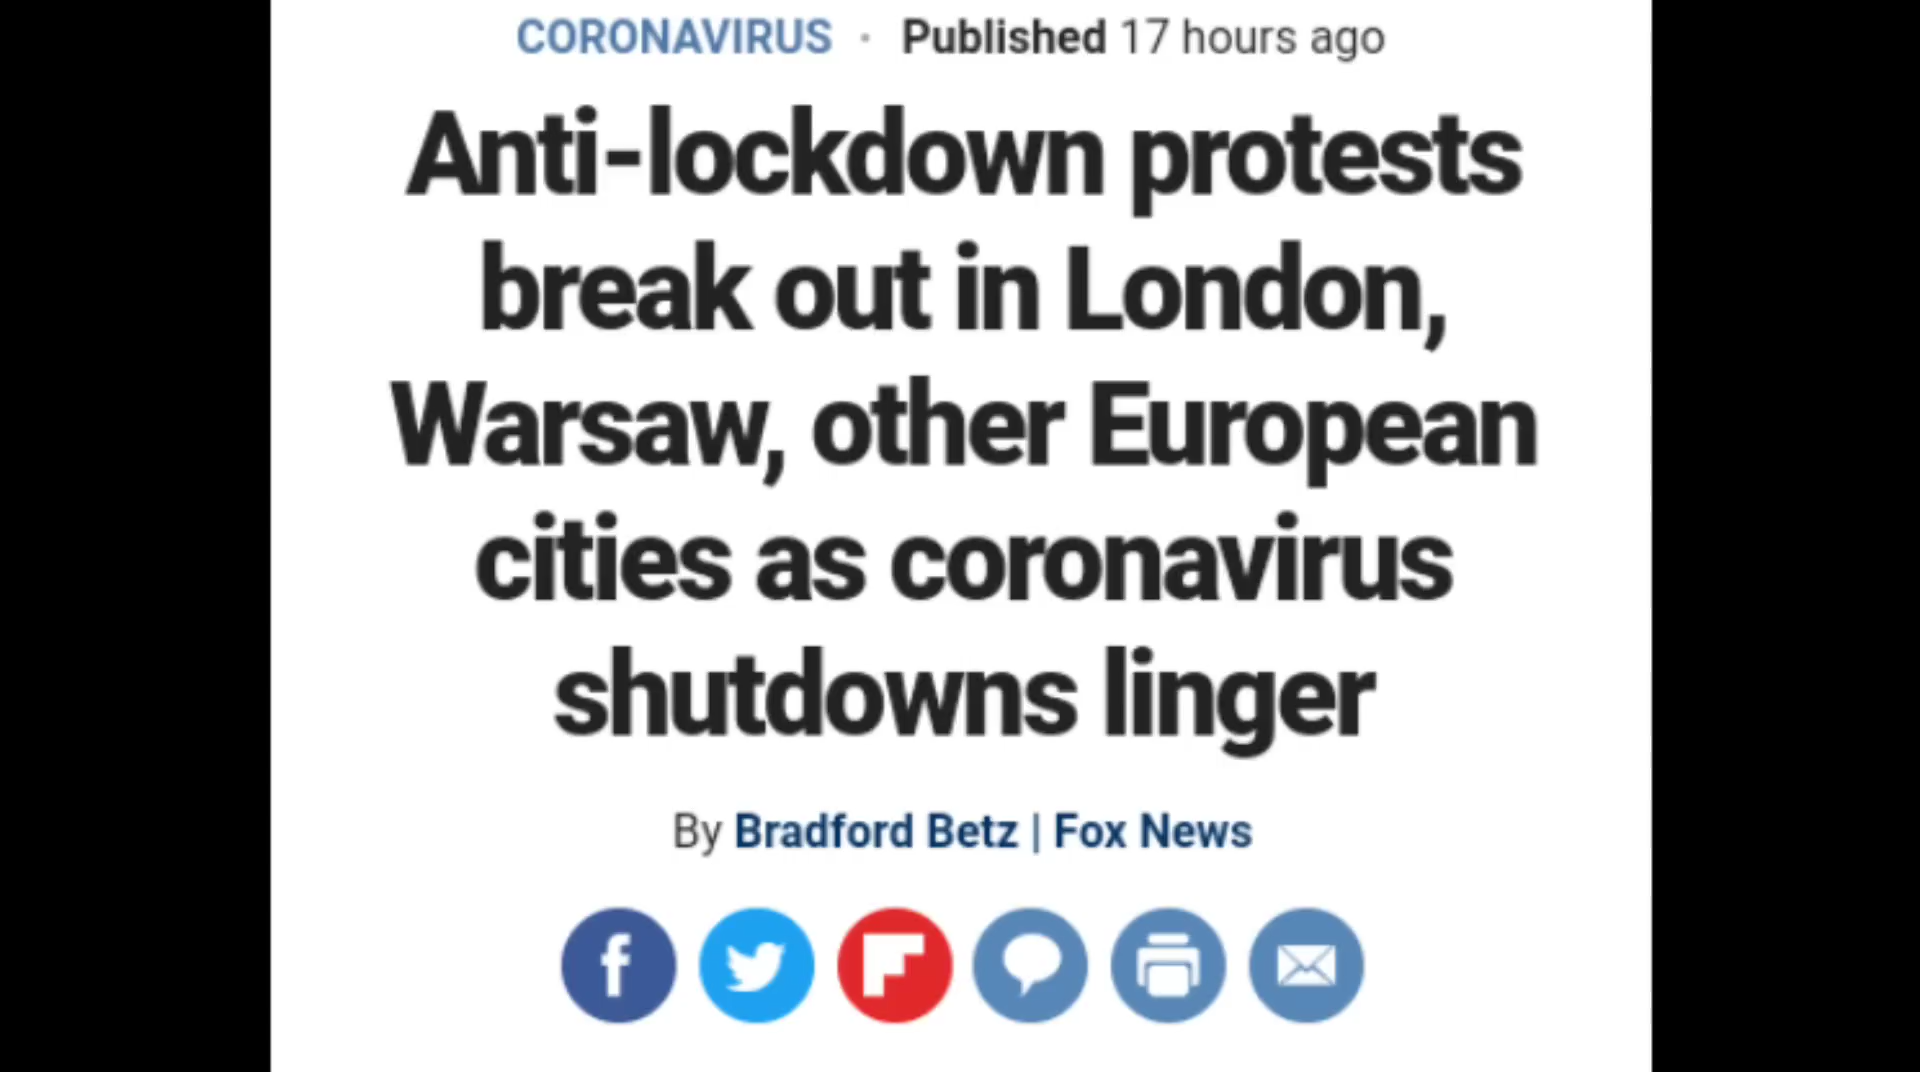 CORONAVIRUS · Published 17 hours ago
Anti-lockdown protests
break out in London,
Warsaw, other European
cities as coronavirus
shutdowns linger
By Bradford Betz | Fox News